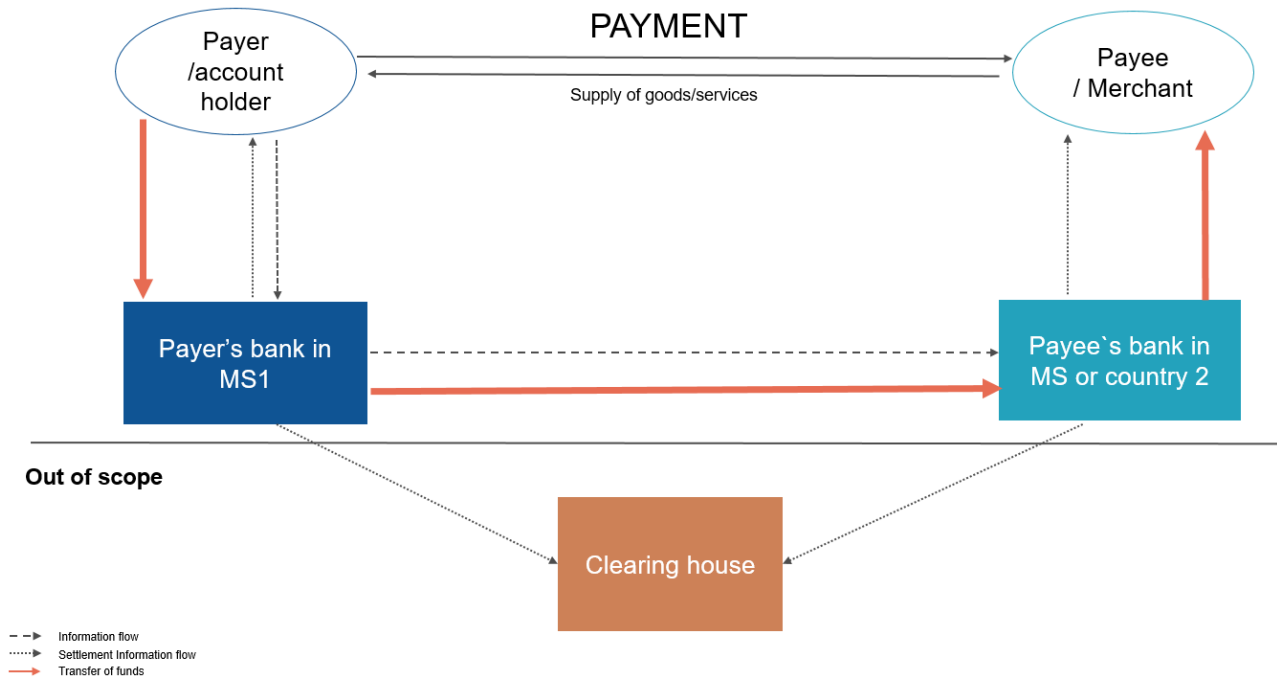 PAYMENT
Payer
/account
holder
Payee
/ Merchant
Supply of goods/services
Payer’s bank in
MS1
Payee`s bank in
MS or country 2
Out of scope
Clearing house
Information flow
Settlement Information flow
Transfer of funds